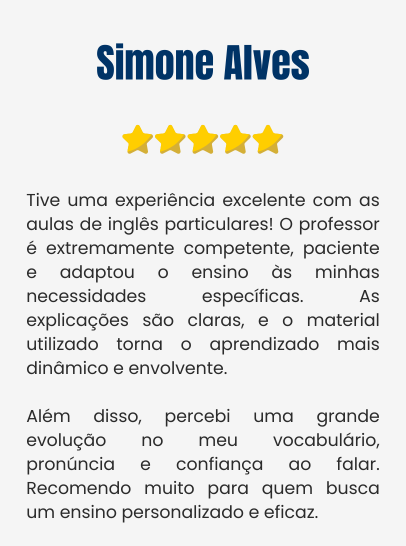 Simone Alves
Tive uma experiência excelente com as
aulas de inglês particulares! O professor
é extremamente competente, paciente
e adaptou o ensino às minhas
necessidades específicas. As
explicações são claras, e o material
utilizado torna o aprendizado mais
dinâmico e envolvente.
Além disso, percebi uma grande
evolução no meu vocabulário,
pronúncia e confiança ao falar.
Recomendo muito para quem busca
um ensino personalizado e eficaz.